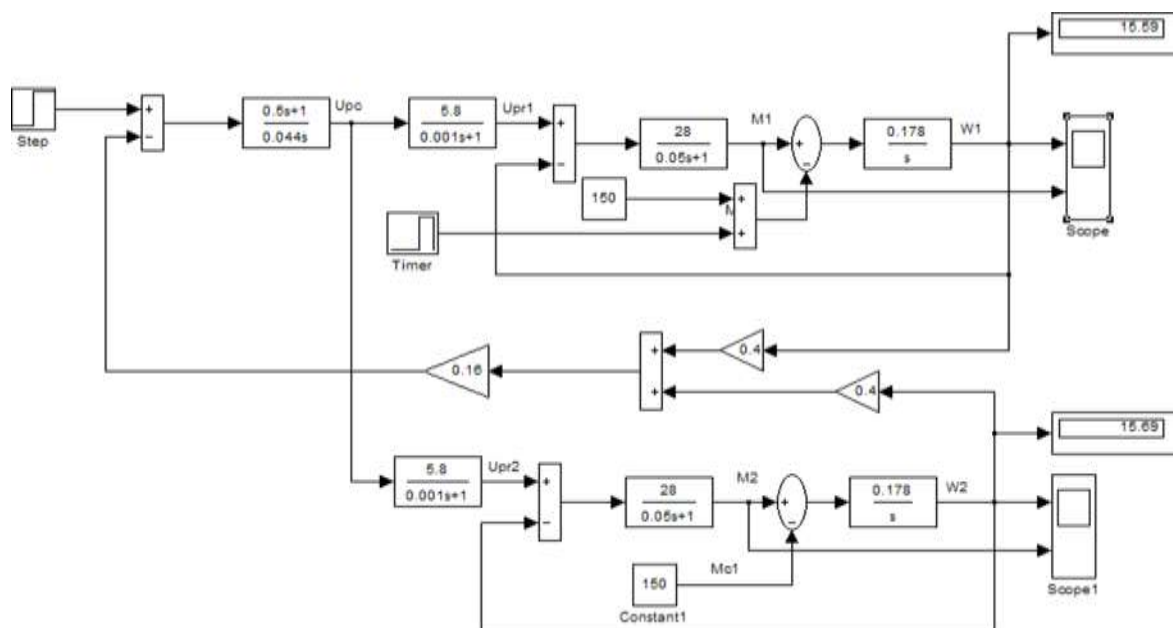 15.59
Step
0.5s+1
0.044s
Upc
5.8
0.001s+1
Upr1
28
0.05s+1
M1
0.178
s
W1
Scope
150
Timer
0.4
0.16
0.4
15.69
5.8
0.001s+1
Upr2
28
0.05s+1
M2
0.178
s
W2
Scope1
150
Mc1
Constant1